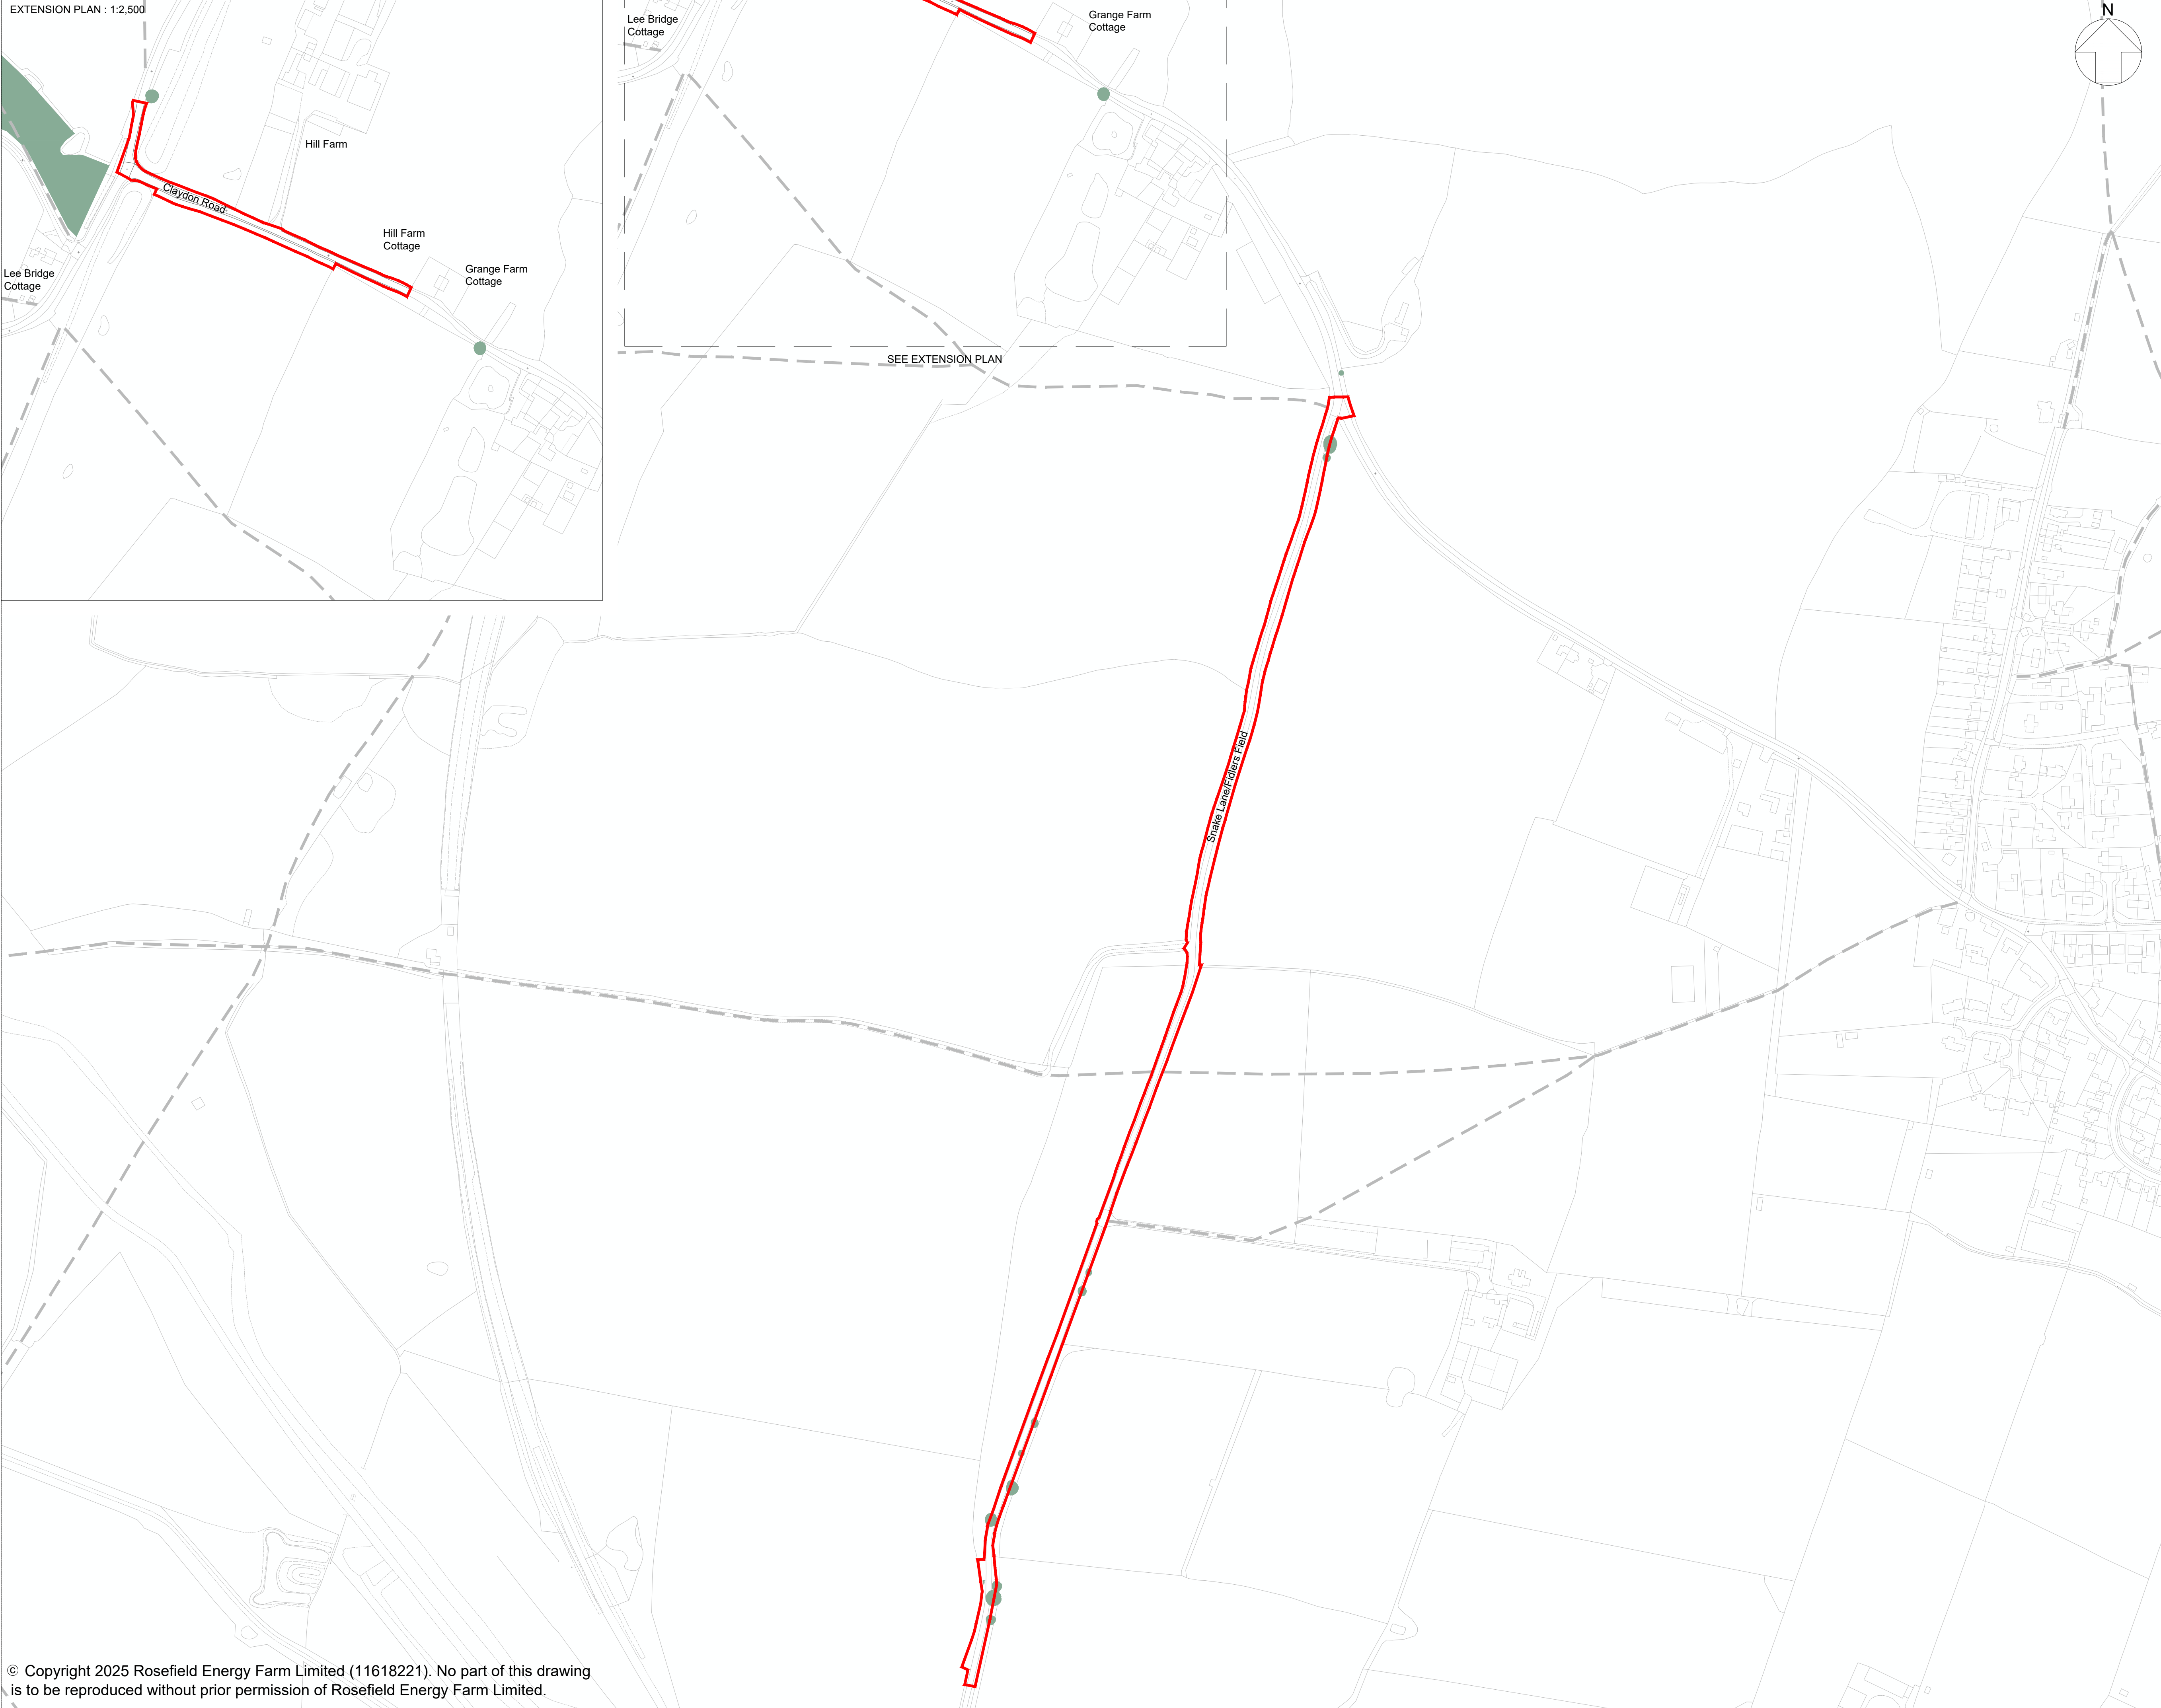 EXTENSION PLAN : 1:2,500
Hill Farm
Claydon Road
Hill Farm
Cottage
Grange Farm
Cottage
Lee Bridge
Cottage
Lee Bridge
Cottage
Grange Farm
Cottage
N
SEE EXTENSION PLAN
Snake Lane/Fidlers Field
© Copyright 2025 Rosefield Energy Farm Limited (11618221). No part of this drawing
is to be reproduced without prior permission of Rosefield Energy Farm Limited.